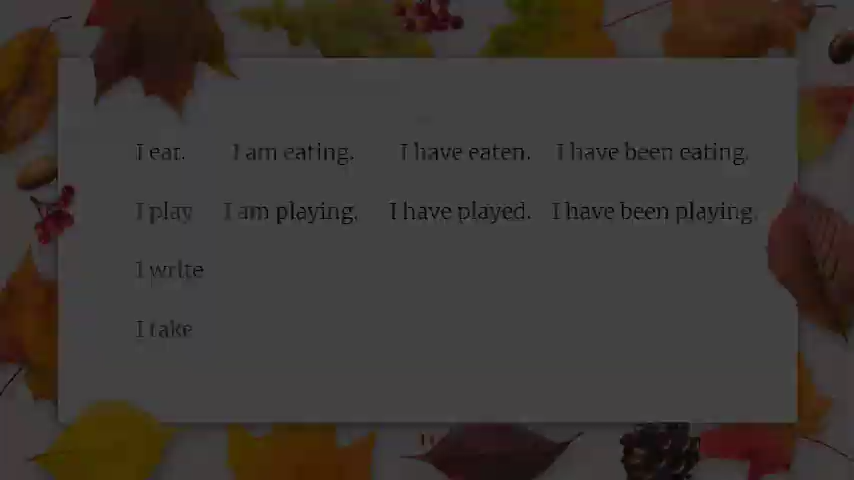 I eat. I am eating. I have eaten. I have been eating.
I play I am playing. I have played. I have been playing.
I write
I take